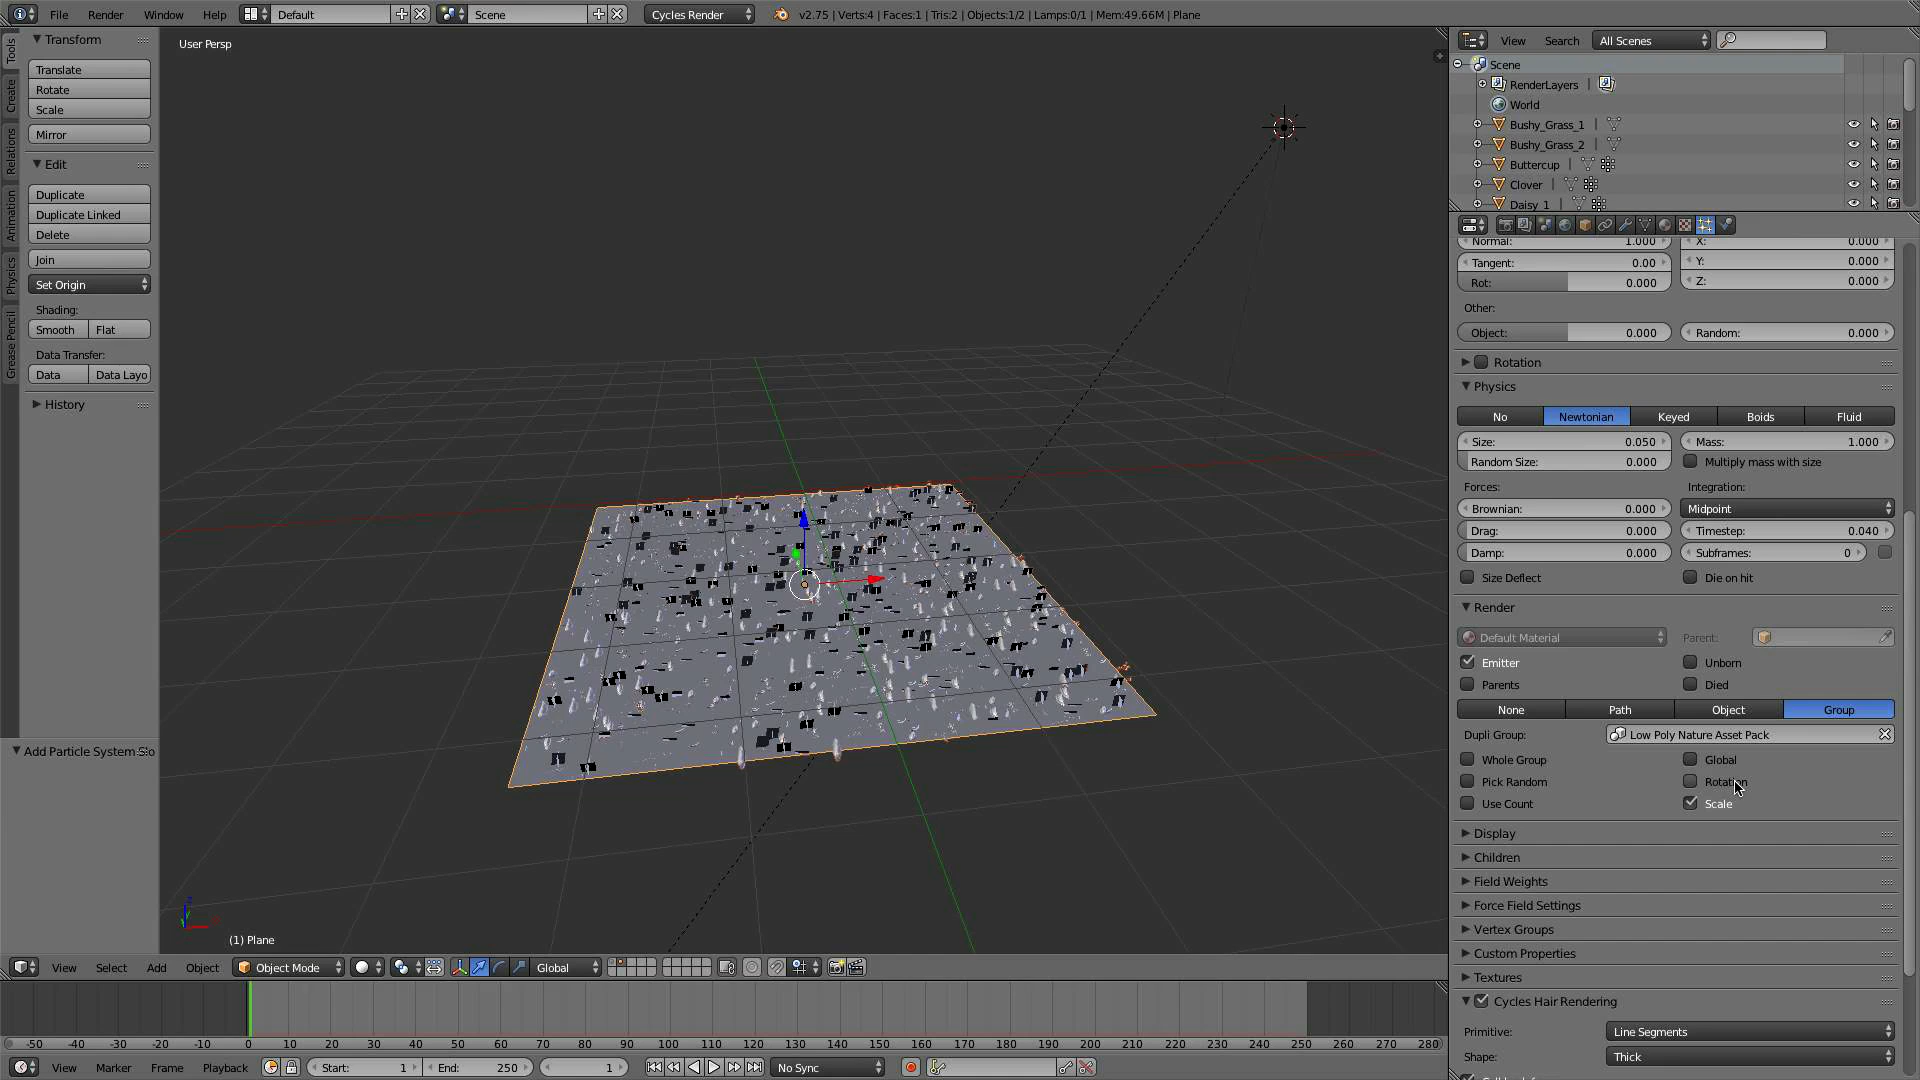 File Render Window Help Default Scene Cycles Render v2.75 | Verts:4 | Faces:1 | Tris:2 | Objects:1/2 | Lamps:0/1 | Mem:49.66M | Plane
Tools
Create
Relations
Animation
Physics
Grease Pencil
Transform
Translate
Rotate
Scale
Mirror
Edit
Duplicate
Duplicate Linked
Delete
Join
Set Origin
Shading:
Smooth Flat
Data Transfer:
Data Data Layo
History
Add Particle System Slo
User Persp
(1) Plane
View Select Add Object Object Mode Global
-50 -40 -30 -20 -10 0 10 20 30 40 50 60 70 80 90 100 110 120 130 140 150 160 170 180 190 200 210 220 230 240 250 260 270 280
View Marker Frame Playback Start: 1 End: 250 1 No Sync
View Search All Scenes
Scene
RenderLayers
World
Bushy_Grass_1
Bushy_Grass_2
Buttercup
Clover
Daisy_1
Normal: 1.000 X: 0.000
Tangent: 0.00 Y: 0.000
Rot: 0.000 Z: 0.000
Other:
Object: 0.000 Random: 0.000
Rotation
Physics
No Newtonian Keyed Boids Fluid
Size: 0.050 Mass: 1.000
Random Size: 0.000 Multiply mass with size
Forces: Integration:
Brownian: 0.000 Midpoint
Drag: 0.000 Timestep: 0.040
Damp: 0.000 Subframes: 0
Size Deflect Die on hit
Render
Default Material Parent:
Emitter Unborn
Parents Died
None Path Object Group
Dupli Group: Low Poly Nature Asset Pack
Whole Group Global
Pick Random Rotation
Use Count Scale
Display
Children
Field Weights
Force Field Settings
Vertex Groups
Custom Properties
Textures
Cycles Hair Rendering
Primitive: Line Segments
Shape: Thick